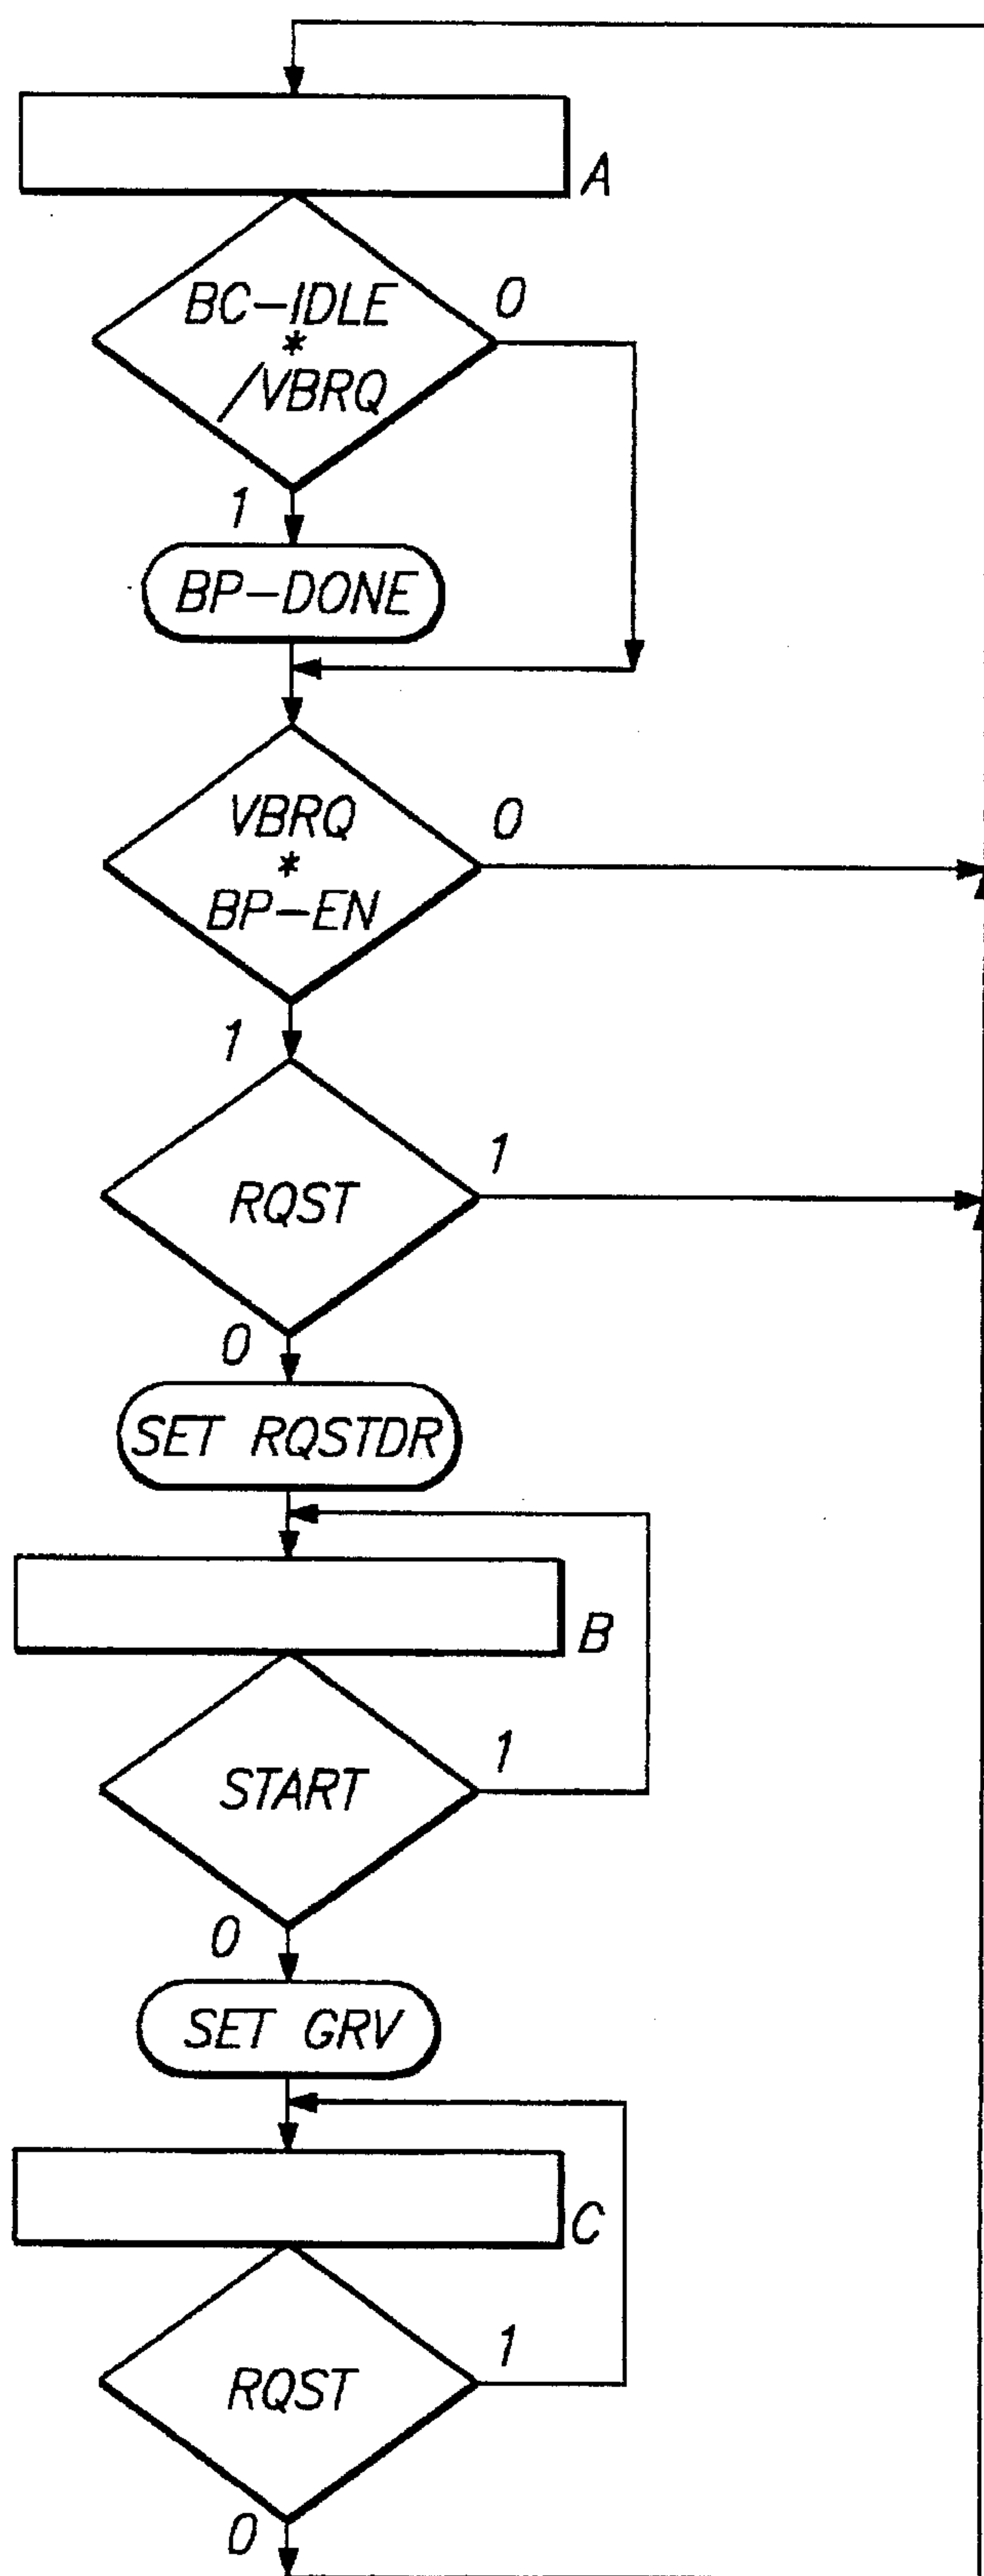 A
BC-IDLE
*
/VBRQ
0
1
BP-DONE
VBRQ
*
BP-EN
0
1
RQST
1
0
SET RQSTDR
B
START
1
0
SET GRV
C
RQST
1
0